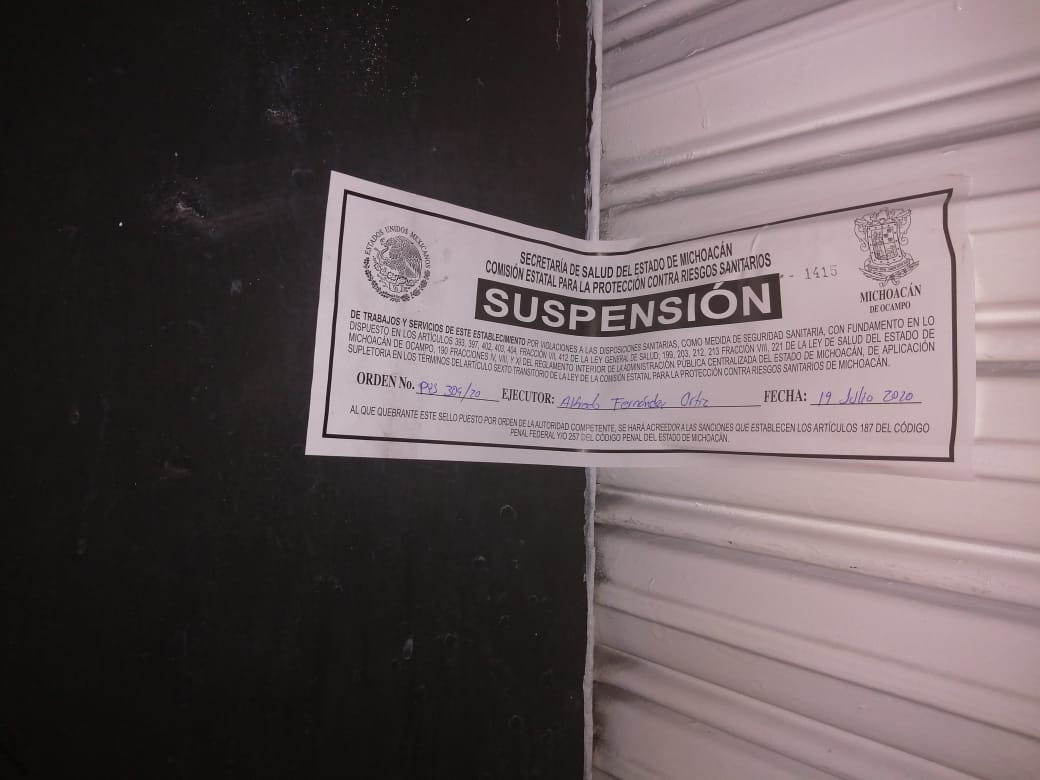 ESTADOS UNIDOS MEXICANOS
SECRETARÍA DE SALUD DEL ESTADO DE MICHOACÁN
COMISIÓN ESTATAL PARA LA PROTECCIÓN CONTRA RIESGOS SANITARIOS
- 1415
SUSPENSIÓN
MICHOACÁN
DE OCAMPO
DE TRABAJOS Y SERVICIOS DE ESTE ESTABLECIMIENTO POR VIOLACIONES A LAS DISPOSICIONES SANITARIAS, COMO MEDIDA DE SEGURIDAD SANITARIA, CON FUNDAMENTO EN LO
DISPUESTO EN LOS ARTÍCULOS 393, 397, 402, 403, 404, FRACCIÓN VII, 412 DE LA LEY GENERAL DE SALUD; 199, 203, 212, 213 FRACCIÓN VIII, 221 DE LA LEY DE SALUD DEL ESTADO DE
MICHOACÁN DE OCAMPO, 190 FRACCIONES IV, VII, Y XI DEL REGLAMENTO INTERIOR DE LA ADMINISTRACIÓN, PÚBLICA CENTRALIZADA DEL ESTADO DE MICHOACÁN, DE APLICACIÓN
SUPLETORIA EN LOS TERMINOS DEL ARTÍCULO SEXTO TRANSITORIO DE LA LEY DE LA COMISIÓN ESTATAL PARA LA PROTECCIÓN CONTRA RIESGOS SANITARIOS DE MICHOACÁN.
ORDEN No. PYS 304/20 EJECUTOR: Alfredo Fernández Ortiz FECHA: 19 Julio 2020
AL QUE QUEBRANTE ESTE SELLO PUESTO POR ORDEN DE LA AUTORIDAD COMPETENTE, SE HARÁ ACREEDOR A LAS SANCIONES QUE ESTABLECEN LOS ARTÍCULOS 187 DEL CÓDIGO
PENAL FEDERAL Y/O 257 DEL CÓDIGO PENAL DEL ESTADO DE MICHOACÁN.